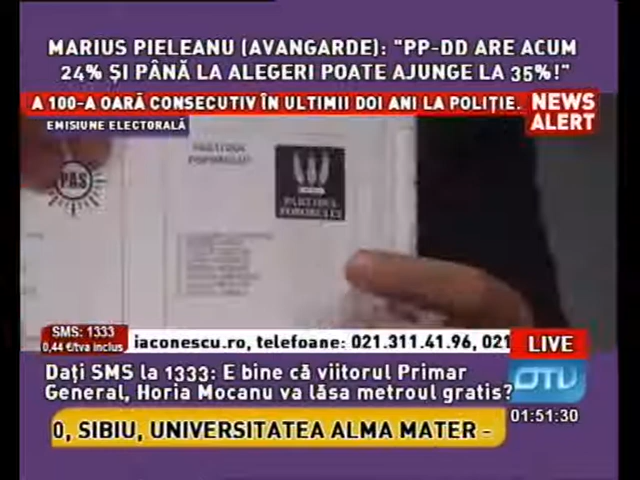 MARIUS PIELEANU (AVANGARDE): "PP-DD ARE ACUM
24% ȘI PÂNĂ LA ALEGERI POATE AJUNGE LA 35%!"
A 100-A OARĂ CONSECUTIV ÎN ULTIMII DOI ANI LA POLIȚIE.
NEWS
ALERT
EMISIUNE ELECTORALĂ
PARTIDUL
POPORULUI
PAS
PARTIDUL
POPORULUI
SMS: 1333
0,44 €/tva inclus
iaconescu.ro, telefoane: 021.311.41.96, 021
LIVE
Dați SMS la 1333: E bine că viitorul Primar
General, Horia Mocanu va lăsa metroul gratis?
OTV
01:51:30
0, SIBIU, UNIVERSITATEA ALMA MATER -